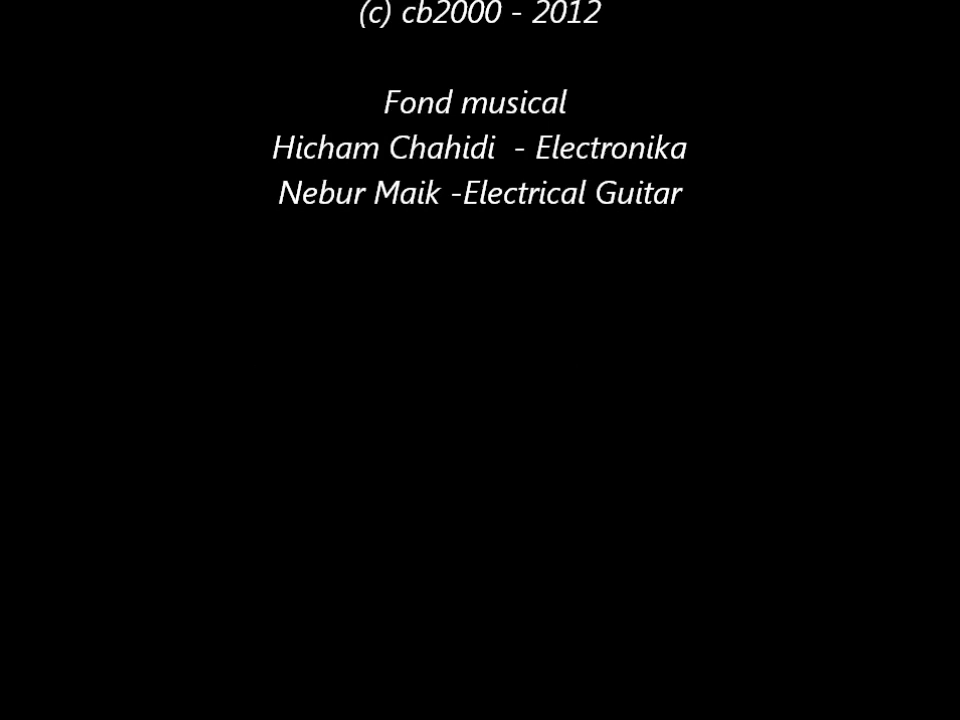 (c) cb2000 - 2012
Fond musical
Hicham Chahidi - Electronika
Nebur Maik -Electrical Guitar